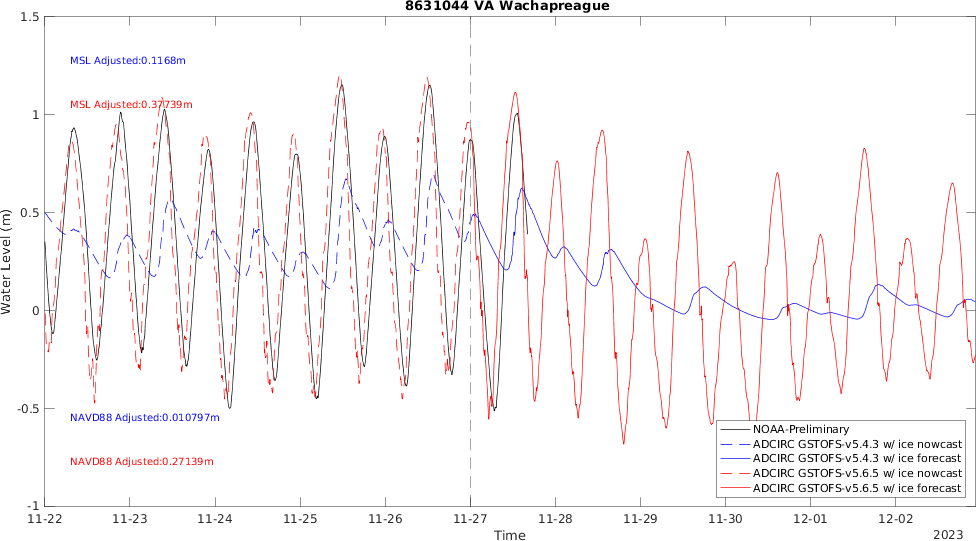 8631044 VA Wachapreague
1.5
1
0.5
0
-0.5
-1
Water Level (m)
MSL Adjusted:0.1168m
MSL Adjusted:0.37739m
NAVD88 Adjusted:0.010797m
NAVD88 Adjusted:0.27139m
NOAA-Preliminary
ADCIRC GSTOFS-v5.4.3 w/ ice nowcast
ADCIRC GSTOFS-v5.4.3 w/ ice forecast
ADCIRC GSTOFS-v5.6.5 w/ ice nowcast
ADCIRC GSTOFS-v5.6.5 w/ ice forecast
11-22 11-23 11-24 11-25 11-26 11-27 11-28 11-29 11-30 12-01 12-02
Time
2023